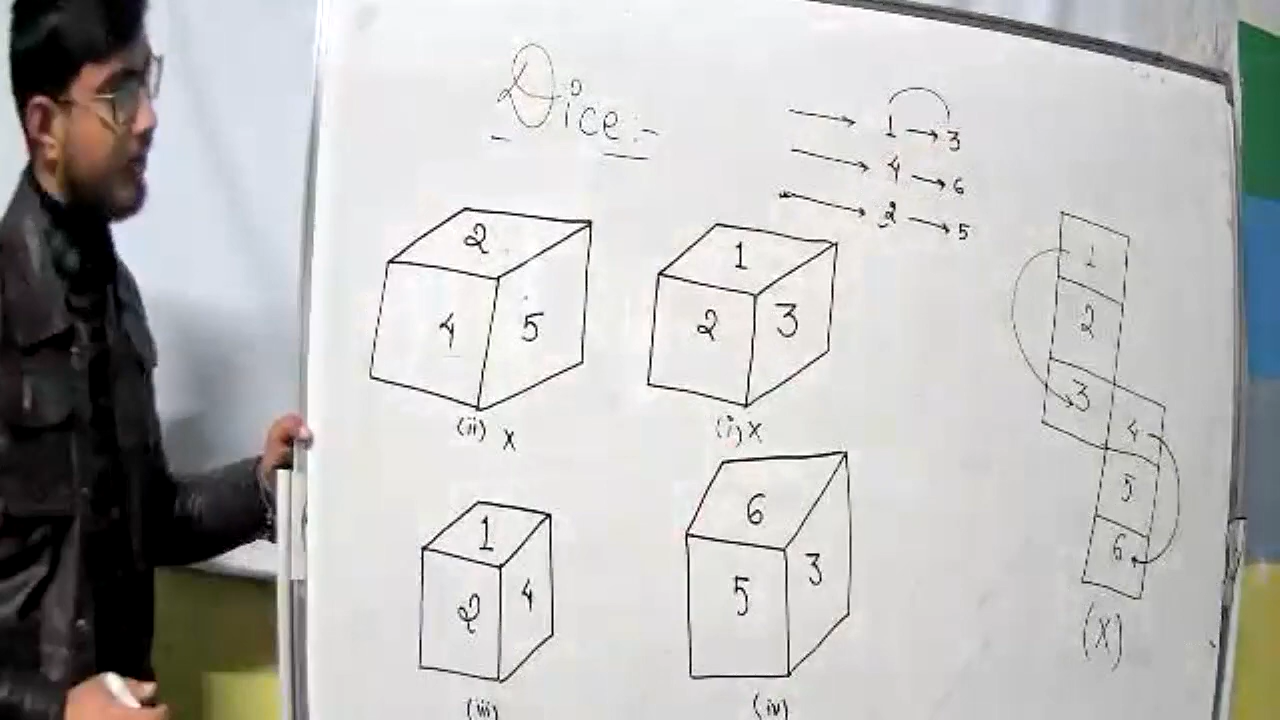 Dice:-
1 → 3
4 → 6
2 → 5
2
4 5
(ii) x
1
2 3
(i) x
1
2 4
(iii)
6
5 3
(iv)
1
2
3
4
5
6
(X)